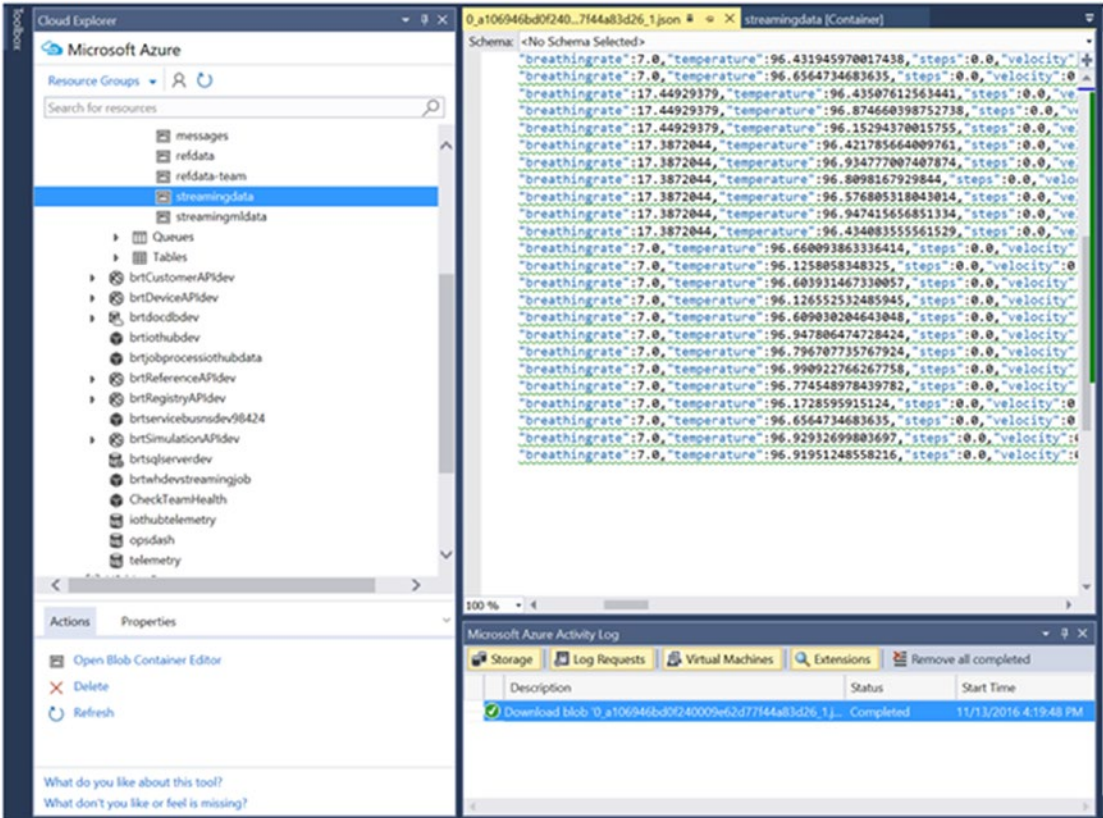 Toolbox
Cloud Explorer
Microsoft Azure
Resource Groups
Search for resources
messages
refdata
refdata-team
streamingdata
streamingmldata
Queues
Tables
brtCustomerAPIdev
brtDeviceAPIdev
brtdocdbdev
brtiothubdev
brtjobprocessiothubdata
brtReferenceAPIdev
brtRegistryAPIdev
brtservicebusnsdev98424
brtSimulationAPIdev
brtsqlserverdev
brtwhdevstreamingjob
CheckTeamHealth
iothubtelemetry
opsdash
telemetry
Actions Properties
Open Blob Container Editor
Delete
Refresh
What do you like about this tool?
What don't you like or feel is missing?
0_a106946bd0f240...7f44a83d26_1.json streamingdata [Container]
Schema: <No Schema Selected>
"breathingrate":7.0,"temperature":96.431945970017438,"steps":0.0,"velocity"
"breathingrate":7.0,"temperature":96.6564734683635,"steps":0.0,"velocity":0
"breathingrate":17.44929379,"temperature":96.43507612563441,"steps":0.0,"ve
"breathingrate":17.44929379,"temperature":96.874660398752738,"steps":0.0,"v
"breathingrate":17.44929379,"temperature":96.15294370015755,"steps":0.0,"ve
"breathingrate":17.3872044,"temperature":96.421785664009761,"steps":0.0,"ve
"breathingrate":17.3872044,"temperature":96.934777007407874,"steps":0.0,"ve
"breathingrate":17.3872044,"temperature":96.8098167929844,"steps":0.0,"velo
"breathingrate":17.3872044,"temperature":96.576805318043014,"steps":0.0,"ve
"breathingrate":17.3872044,"temperature":96.947415656851334,"steps":0.0,"ve
"breathingrate":17.3872044,"temperature":96.434083555561529,"steps":0.0,"ve
"breathingrate":7.0,"temperature":96.660093863336414,"steps":0.0,"velocity"
"breathingrate":7.0,"temperature":96.1258058348325,"steps":0.0,"velocity":0
"breathingrate":7.0,"temperature":96.603931467330057,"steps":0.0,"velocity"
"breathingrate":7.0,"temperature":96.126552532485945,"steps":0.0,"velocity"
"breathingrate":7.0,"temperature":96.609030204643048,"steps":0.0,"velocity"
"breathingrate":7.0,"temperature":96.947806474728424,"steps":0.0,"velocity"
"breathingrate":7.0,"temperature":96.796707735767924,"steps":0.0,"velocity"
"breathingrate":7.0,"temperature":96.990922766267758,"steps":0.0,"velocity"
"breathingrate":7.0,"temperature":96.774548978439782,"steps":0.0,"velocity"
"breathingrate":7.0,"temperature":96.1728595915124,"steps":0.0,"velocity":0
"breathingrate":7.0,"temperature":96.6564734683635,"steps":0.0,"velocity":0
"breathingrate":7.0,"temperature":96.92932699803697,"steps":0.0,"velocity":
"breathingrate":7.0,"temperature":96.91951248558216,"steps":0.0,"velocity":
100 %
Microsoft Azure Activity Log
Storage Log Requests Virtual Machines Extensions Remove all completed
Description Status Start Time
Download blob '0_a106946bd0f240009e62d77f44a83d26_1.j... Completed 11/13/2016 4:19:48 PM